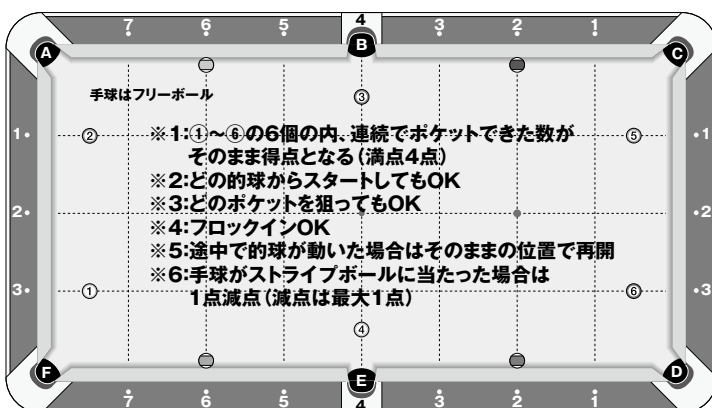 7 6 5 4 3 2 1
A B C
手球はフリーボール
③
1 ② ※1:①～⑥の6個の内、連続でポケットできた数が ⑤ 1
そのまま得点となる(満点4点)
※2:どの的球からスタートしてもOK
※3:どのポケットを狙ってもOK
2 ※4:フロックインOK 2
※5:途中で的球が動いた場合はそのままの位置で再開
※6:手球がストライプボールに当たった場合は
3 ① 1点減点(減点は最大1点) ⑥ 3
④
F E D
7 6 5 4 3 2 1